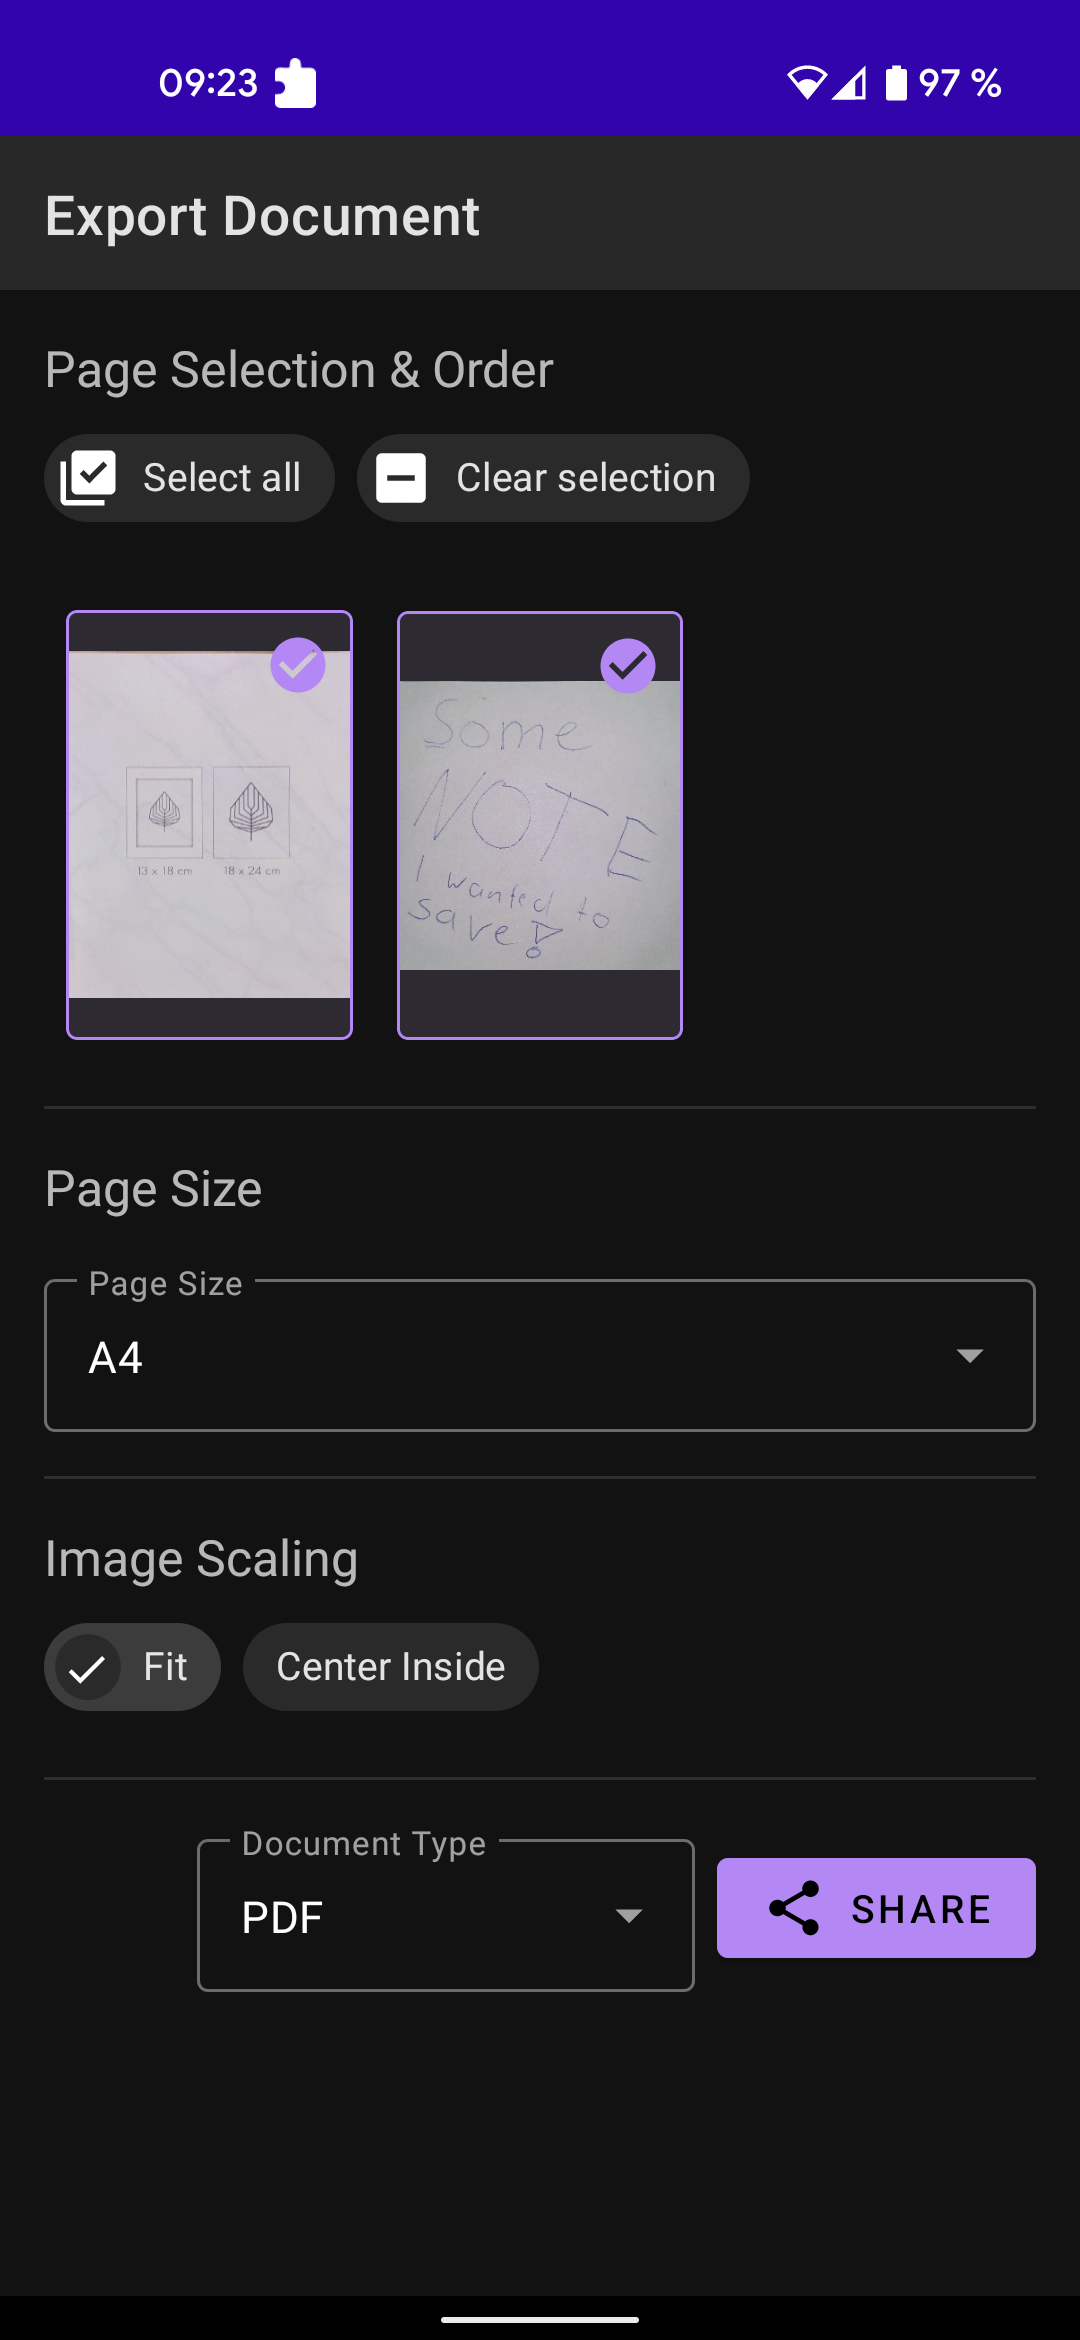 09:23
97 %
Export Document
Page Selection & Order
Select all
Clear selection
13 x 18 cm
18 x 24 cm
Some
NOTE
I wanted to
save!
Page Size
Page Size
A4
Image Scaling
Fit
Center Inside
Document Type
PDF
SHARE